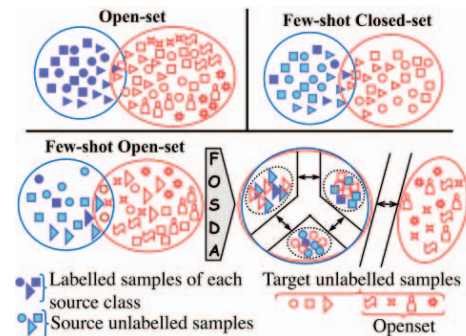 Open-set
Few-shot Closed-set
Few-shot Open-set
F
O
S
D
A
Labelled samples of each
source class
Source unlabelled samples
Target unlabelled samples
Openset